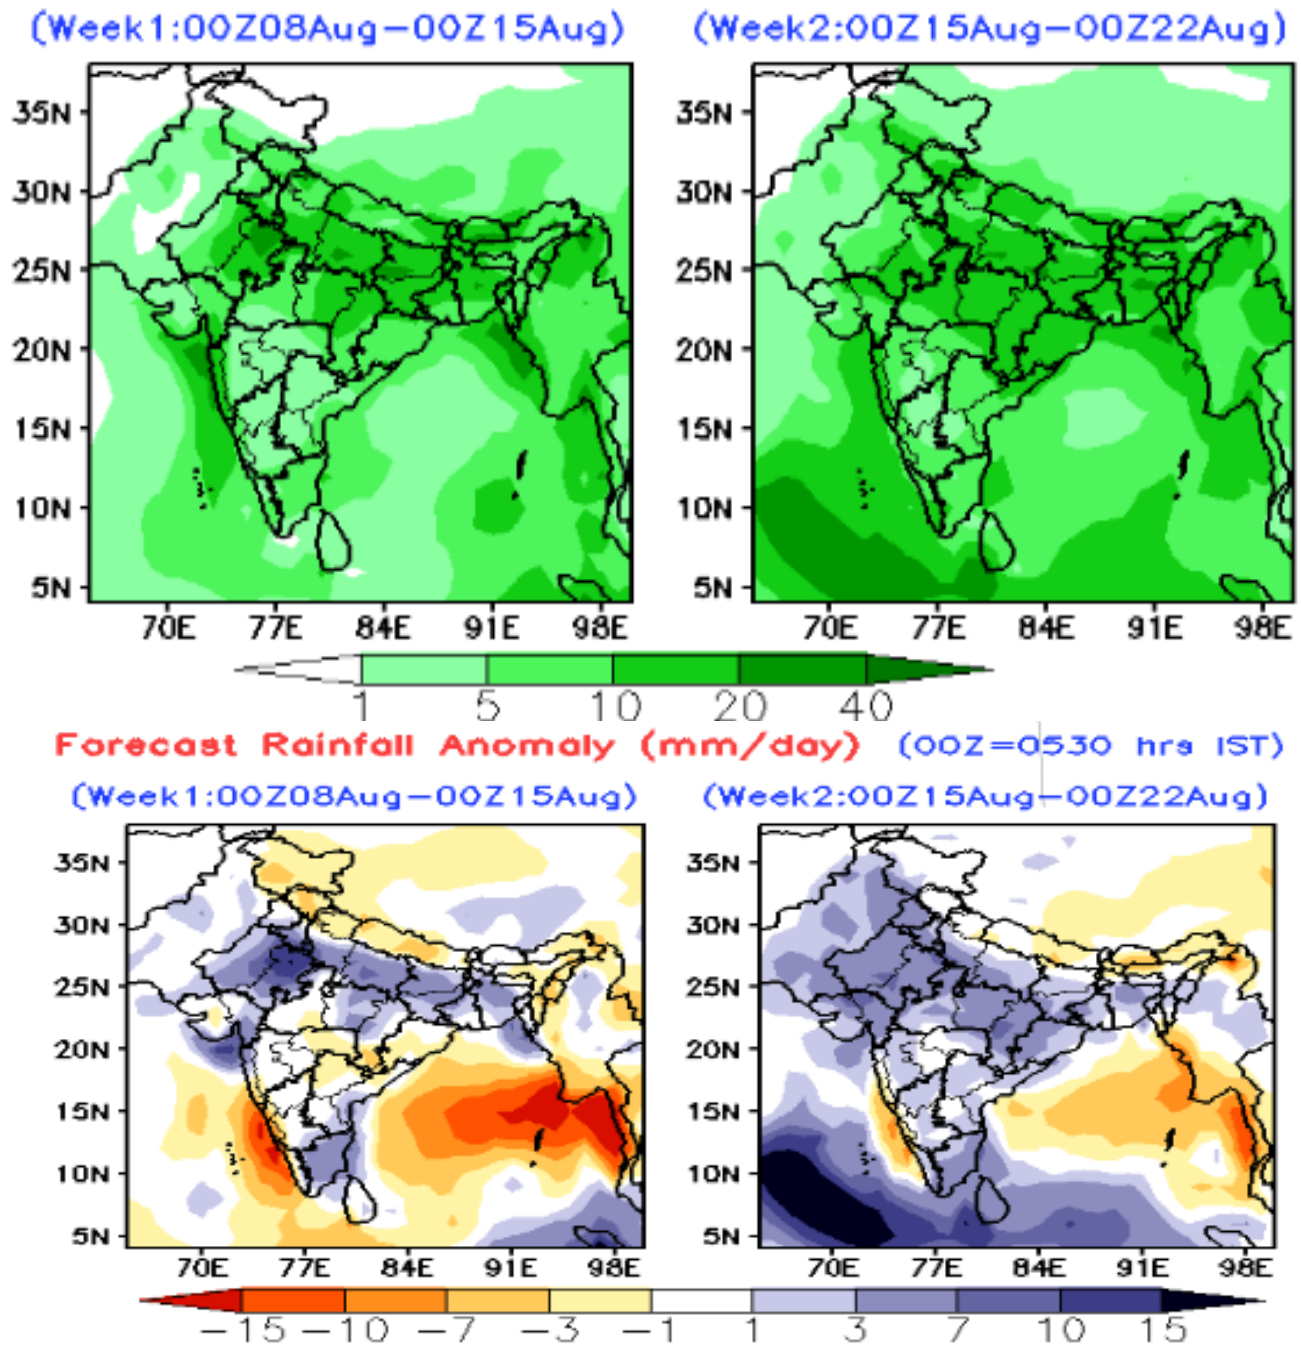 (Week1:00Z08Aug−00Z15Aug) (Week2:00Z15Aug−00Z22Aug)
35N 35N
30N 30N
25N 25N
20N 20N
15N 15N
10N 10N
5N 5N
70E 77E 84E 91E 98E 70E 77E 84E 91E 98E
1 5 10 20 40
Forecast Rainfall Anomaly (mm/day) (00Z=0530 hrs IST)
(Week1:00Z08Aug−00Z15Aug) (Week2:00Z15Aug−00Z22Aug)
35N 35N
30N 30N
25N 25N
20N 20N
15N 15N
10N 10N
5N 5N
70E 77E 84E 91E 98E 70E 77E 84E 91E 98E
−15 −10 −7 −3 −1 1 3 7 10 15